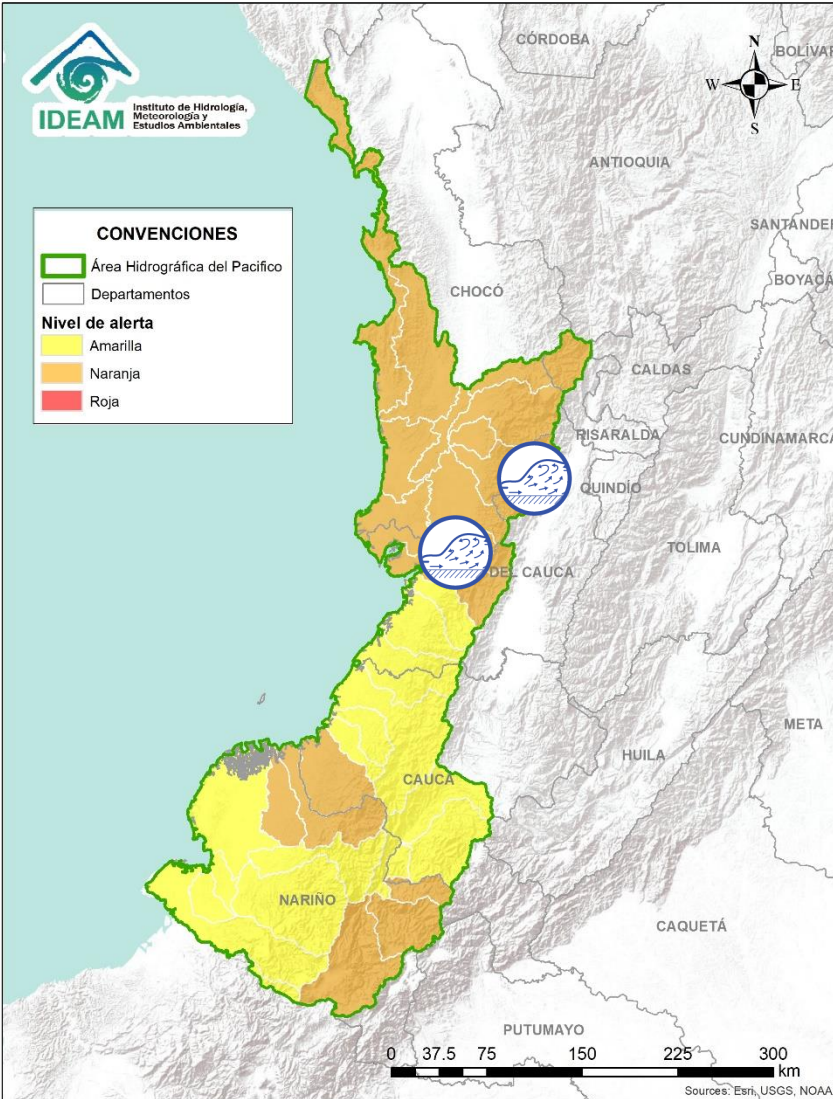 IDEAM
Instituto de Hidrología,
Meteorología y
Estudios Ambientales
CÓRDOBA
BOLÍVAR
N
W
E
S
ANTIOQUIA
SANTANDER
BOYACÁ
CONVENCIONES
Área Hidrográfica del Pacifico
Departamentos
Nivel de alerta
Amarilla
Naranja
Roja
CHOCÓ
CALDAS
RISARALDA
CUNDINAMARCA
QUINDÍO
TOLIMA
DEL CAUCA
META
HUILA
CAUCA
NARIÑO
CAQUETÁ
PUTUMAYO
0 37.5 75 150 225 300
km
Sources: Esri, USGS, NOAA